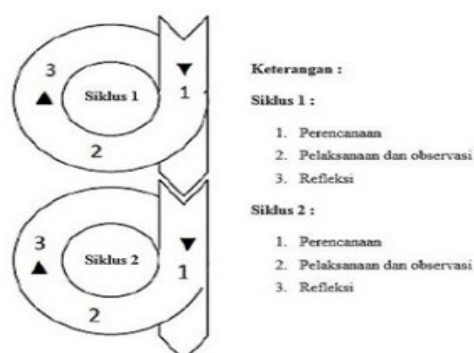 3
Siklus 1
1
2
3
Siklus 2
1
2
Keterangan :
Siklus 1 :
1. Perencanaan
2. Pelaksanaan dan observasi
3. Refleksi
Siklus 2 :
1. Perencanaan
2. Pelaksanaan dan observasi
3. Refleksi